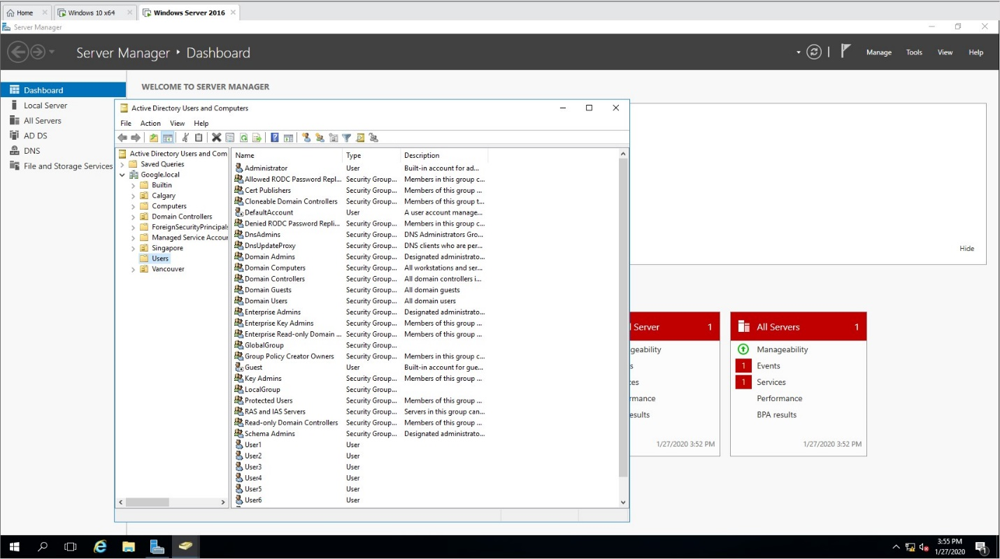 Home
Windows 10 x64
Windows Server 2016
Server Manager
Server Manager ‣ Dashboard
Manage Tools View Help
Dashboard
Local Server
All Servers
AD DS
DNS
File and Storage Services
WELCOME TO SERVER MANAGER
Active Directory Users and Computers
File Action View Help
Active Directory Users and Com
Saved Queries
Google.local
Builtin
Calgary
Computers
Domain Controllers
ForeignSecurityPrincipals
Managed Service Accour
Singapore
Users
Vancouver
Name Type Description
Administrator User Built-in account for ad...
Allowed RODC Password Repl... Security Group... Members in this group c...
Cert Publishers Security Group... Members of this group ...
Cloneable Domain Controllers Security Group... Members of this group t...
DefaultAccount User A user account manage...
Denied RODC Password Repli... Security Group... Members in this group c...
DnsAdmins Security Group... DNS Administrators Gro...
DnsUpdateProxy Security Group... DNS clients who are per...
Domain Admins Security Group... Designated administrato...
Domain Computers Security Group... All workstations and ser...
Domain Controllers Security Group... All domain controllers i...
Domain Guests Security Group... All domain guests
Domain Users Security Group... All domain users
Enterprise Admins Security Group... Designated administrato...
Enterprise Key Admins Security Group... Members of this group ...
Enterprise Read-only Domain ... Security Group... Members of this group ...
GlobalGroup Security Group...
Group Policy Creator Owners Security Group... Members in this group c...
Guest User Built-in account for gue...
Key Admins Security Group... Members of this group ...
LocalGroup Security Group...
Protected Users Security Group... Members of this group ...
RAS and IAS Servers Security Group... Servers in this group can...
Read-only Domain Controllers Security Group... Members of this group ...
Schema Admins Security Group... Designated administrato...
User1 User
User2 User
User3 User
User4 User
User5 User
User6 User
Hide
l Server 1
geability
s
ces
rmance
esults
1/27/2020 3:52 PM
All Servers 1
Manageability
1 Events
1 Services
Performance
BPA results
1/27/2020 3:52 PM
3:55 PM
1/27/2020
1